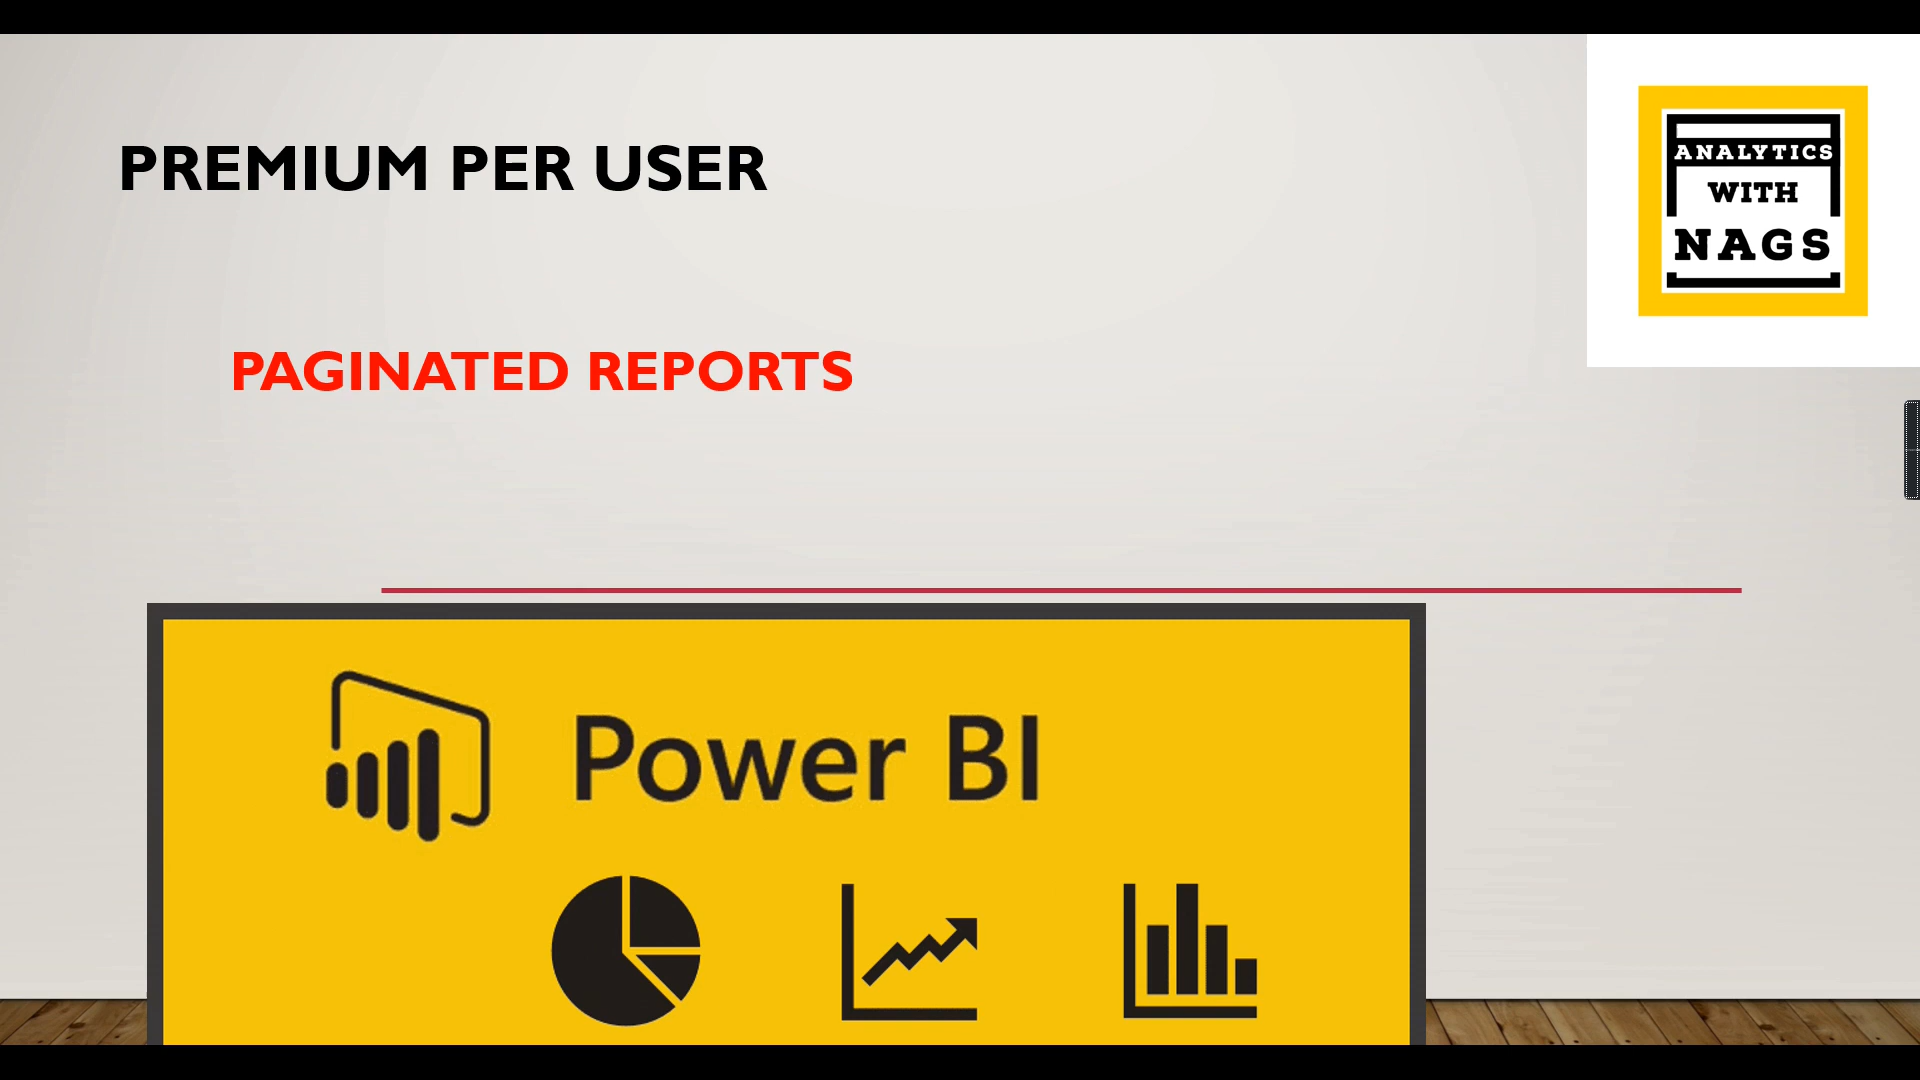 PREMIUM PER USER
ANALYTICS
WITH
NAGS
PAGINATED REPORTS
Power BI